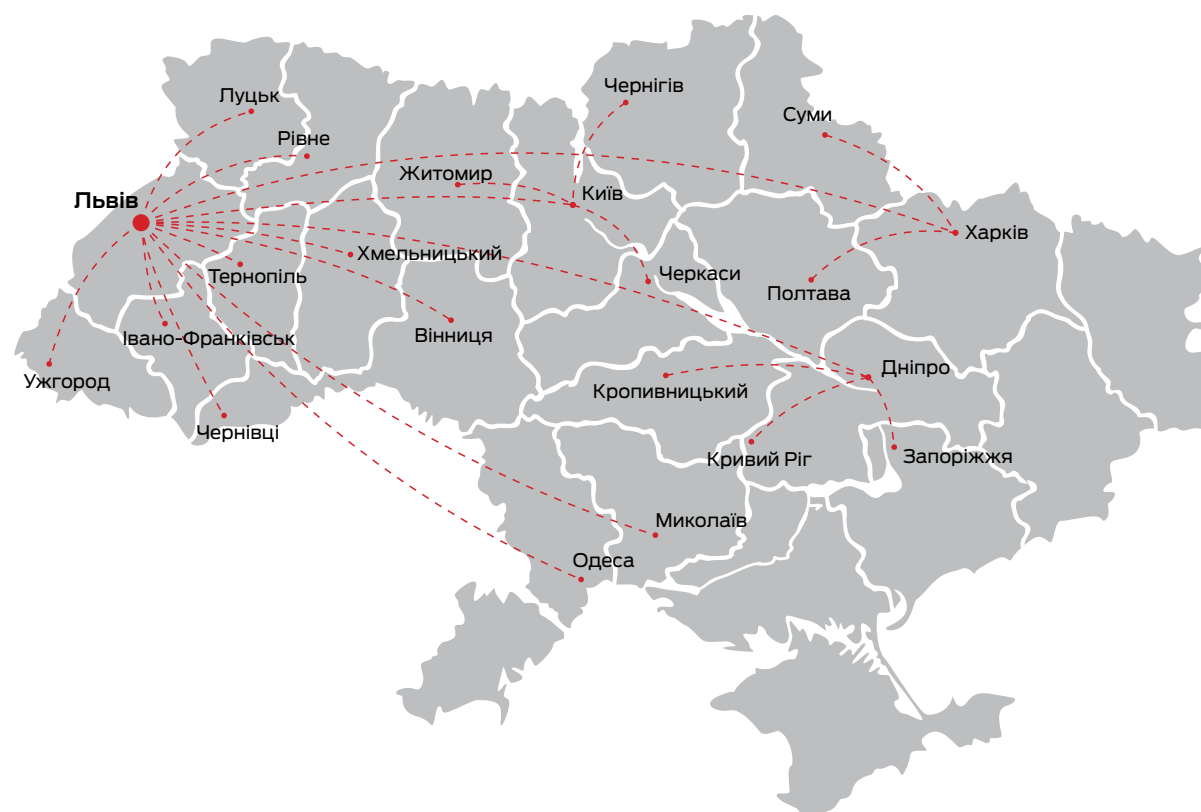 Чернігів
Луцьк
Суми
Рівне
Житомир
Київ
Львів
Харків
Хмельницький
Тернопіль
Черкаси
Полтава
Івано-Франківськ
Вінниця
Дніпро
Ужгород
Кропивницький
Чернівці
Кривий Ріг
Запоріжжя
Миколаїв
Одеса